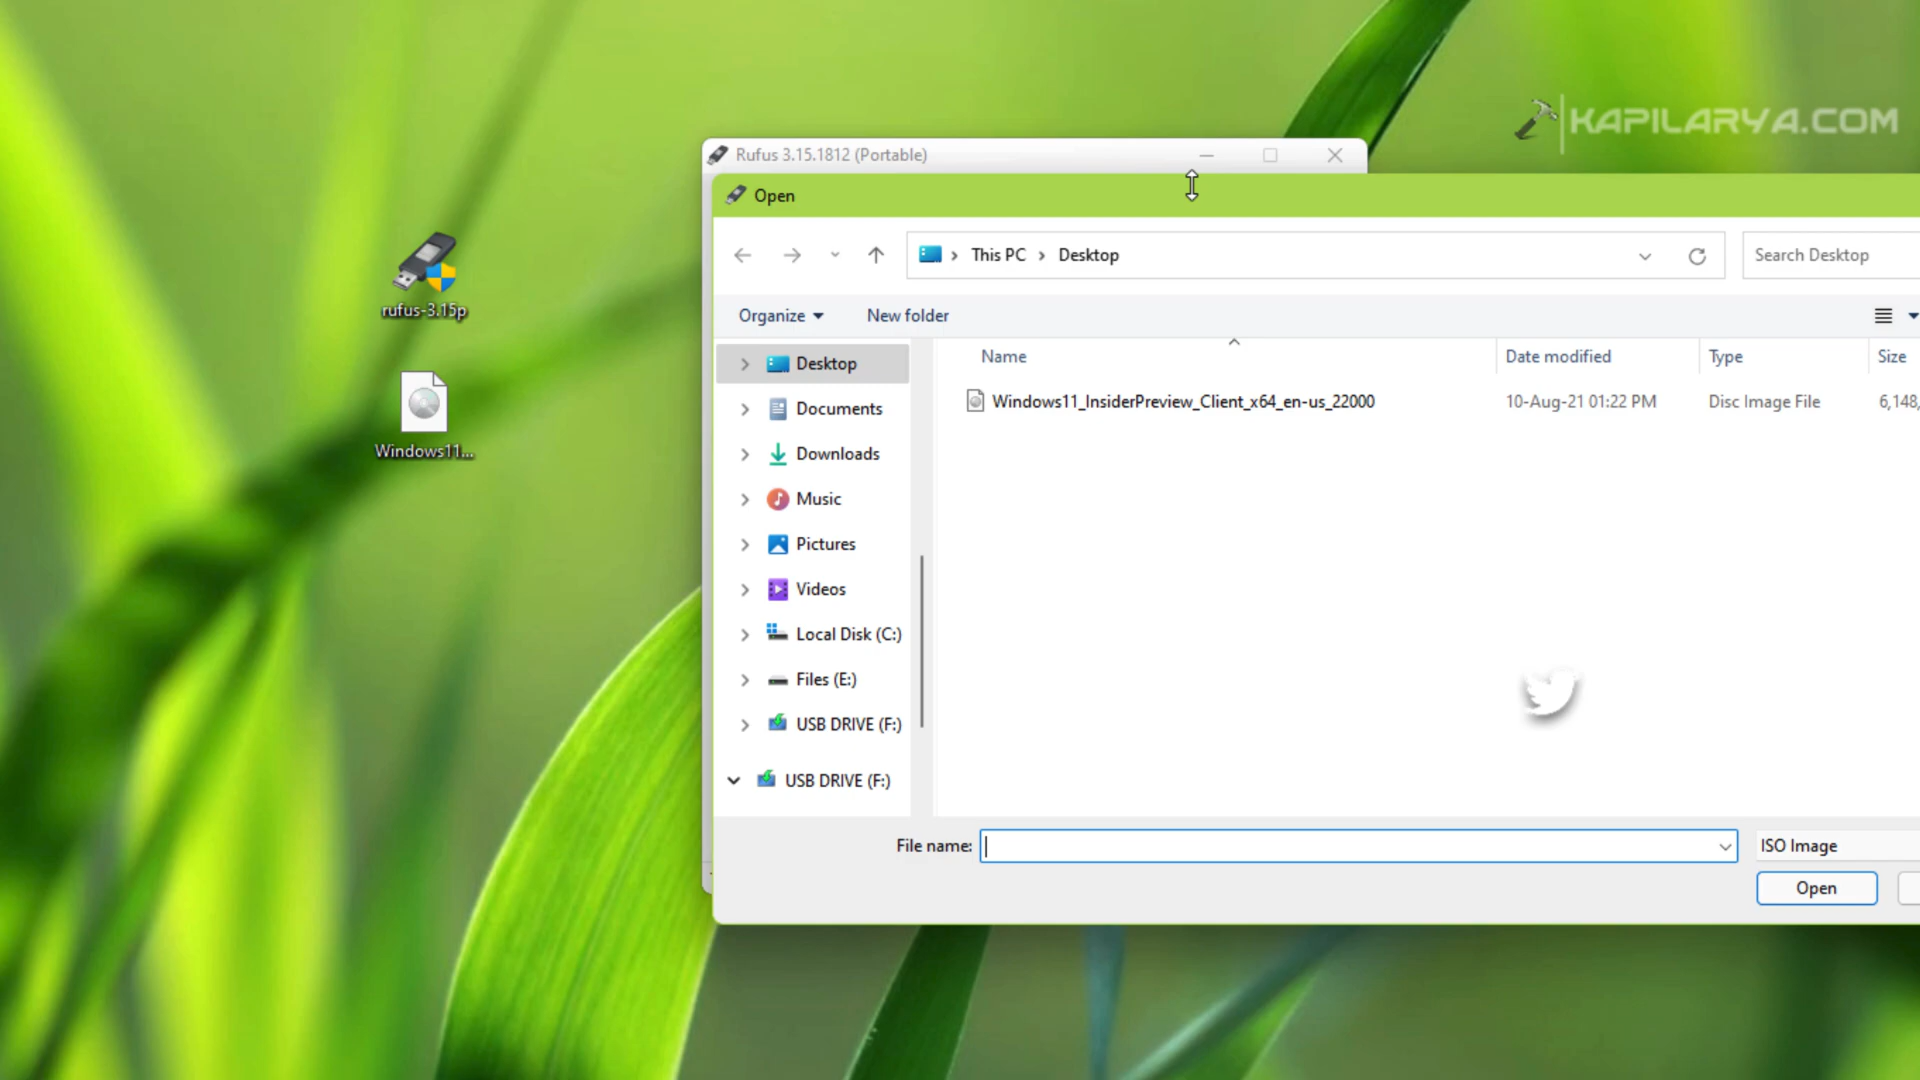 KAPILARYA.COM
Rufus 3.15.1812 (Portable)
Open
This PC > Desktop
Search Desktop
Organize
New folder
Name
Date modified
Type
Size
Desktop
Documents
Downloads
Music
Pictures
Videos
Local Disk (C:)
Files (E:)
USB DRIVE (F:)
USB DRIVE (F:)
Windows11_InsiderPreview_Client_x64_en-us_22000
10-Aug-21 01:22 PM
Disc Image File
6,148,
File name:
ISO Image
Open
rufus-3.15p
Windows11...